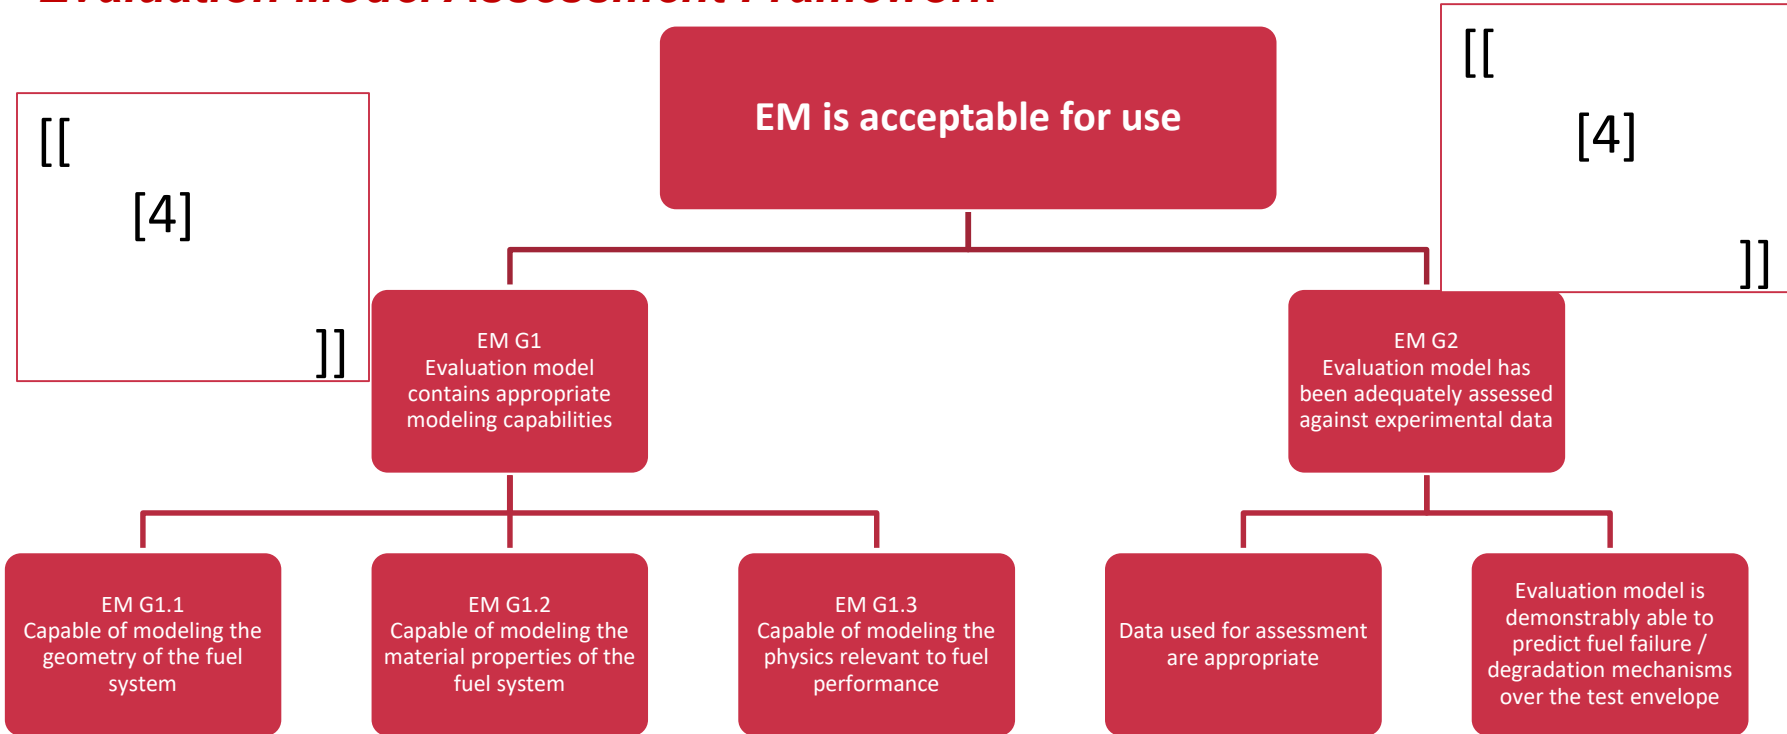 Evaluation Model Assessment Framework
[[
[4]
]]
EM is acceptable for use
[[
[4]
]]
EM G1
Evaluation model
contains appropriate
modeling capabilities
EM G2
Evaluation model has
been adequately assessed
against experimental data
EM G1.1
Capable of modeling the
geometry of the fuel
system
EM G1.2
Capable of modeling the
material properties of the
fuel system
EM G1.3
Capable of modeling the
physics relevant to fuel
performance
Data used for assessment
are appropriate
Evaluation model is
demonstrably able to
predict fuel failure /
degradation mechanisms
over the test envelope